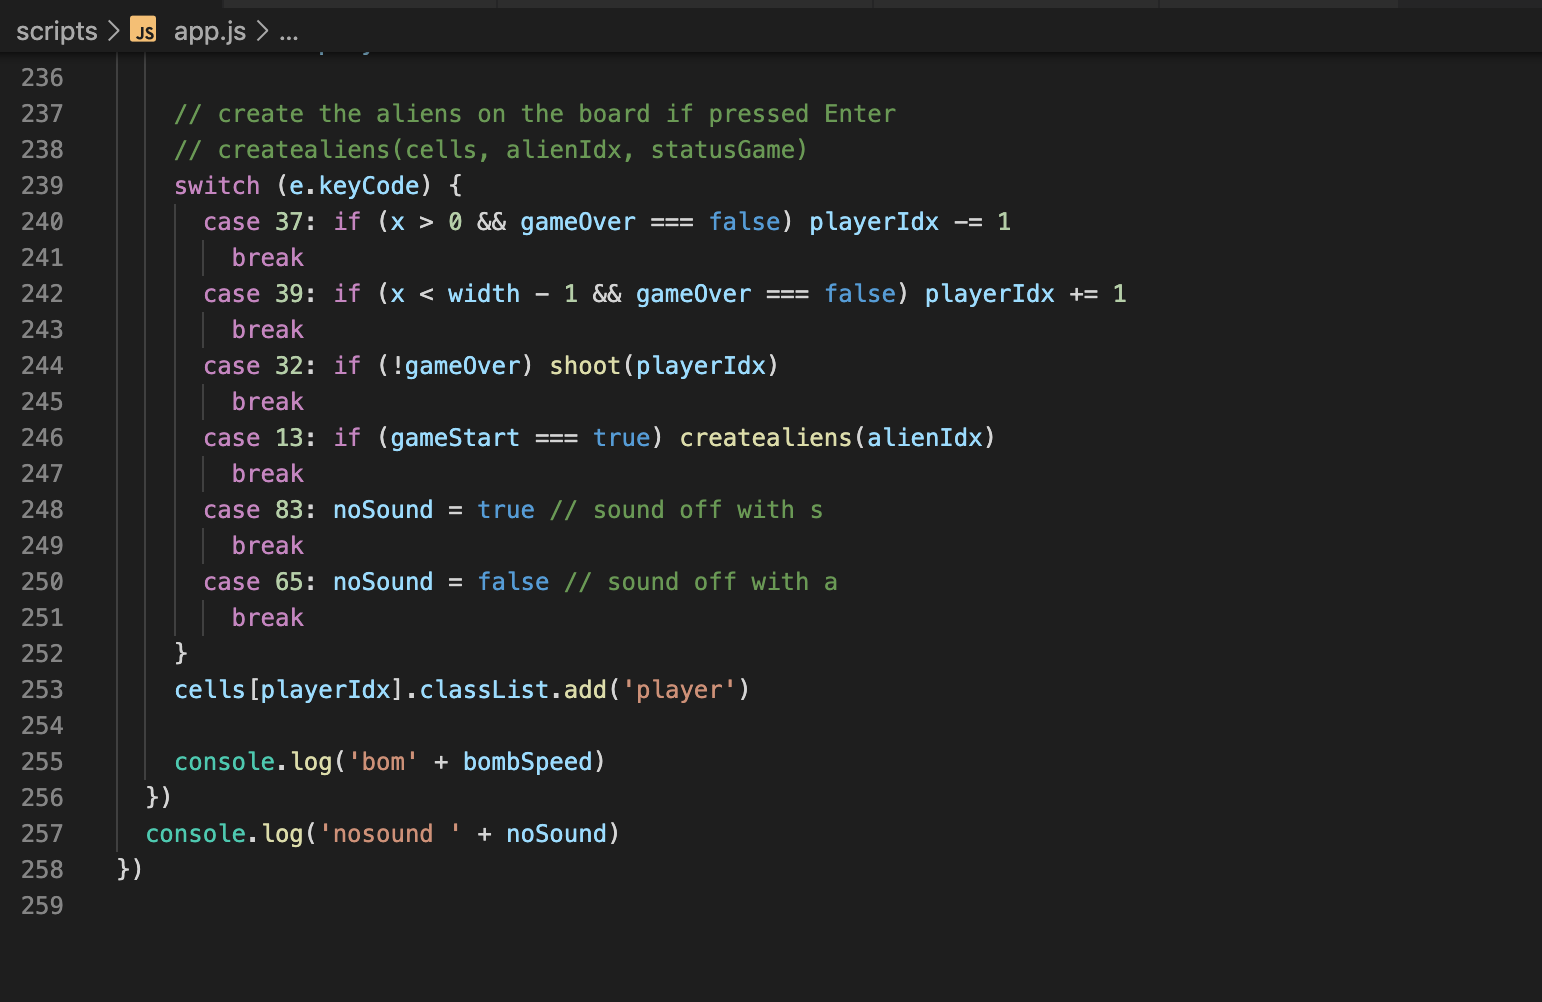 scripts > JS app.js > ...
236
237 // create the aliens on the board if pressed Enter
238 // createaliens(cells, alienIdx, statusGame)
239 switch (e.keyCode) {
240 case 37: if (x > 0 && gameOver === false) playerIdx -= 1
241 break
242 case 39: if (x < width - 1 && gameOver === false) playerIdx += 1
243 break
244 case 32: if (!gameOver) shoot(playerIdx)
245 break
246 case 13: if (gameStart === true) createaliens(alienIdx)
247 break
248 case 83: noSound = true // sound off with s
249 break
250 case 65: noSound = false // sound off with a
251 break
252 }
253 cells[playerIdx].classList.add('player')
254
255 console.log('bom' + bombSpeed)
256 })
257 console.log('nosound ' + noSound)
258 })
259